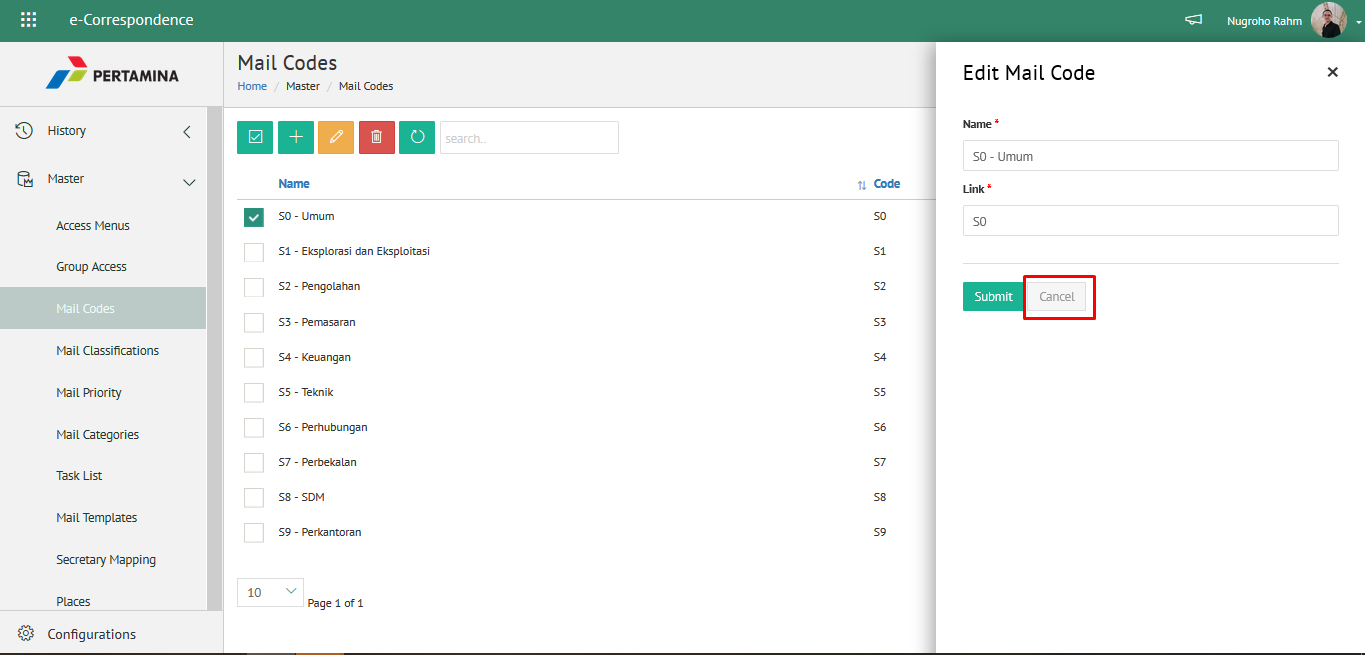 e-Correspondence
Nugroho Rahm
PERTAMINA
History
Master
Access Menus
Group Access
Mail Codes
Mail Classifications
Mail Priority
Mail Categories
Task List
Mail Templates
Secretary Mapping
Places
Configurations
Mail Codes
Home / Master / Mail Codes
search..
Name Code
S0 - Umum S0
S1 - Eksplorasi dan Eksploitasi S1
S2 - Pengolahan S2
S3 - Pemasaran S3
S4 - Keuangan S4
S5 - Teknik S5
S6 - Perhubungan S6
S7 - Perbekalan S7
S8 - SDM S8
S9 - Perkantoran S9
10 Page 1 of 1
Edit Mail Code
Name *
S0 - Umum
Link *
S0
Submit Cancel